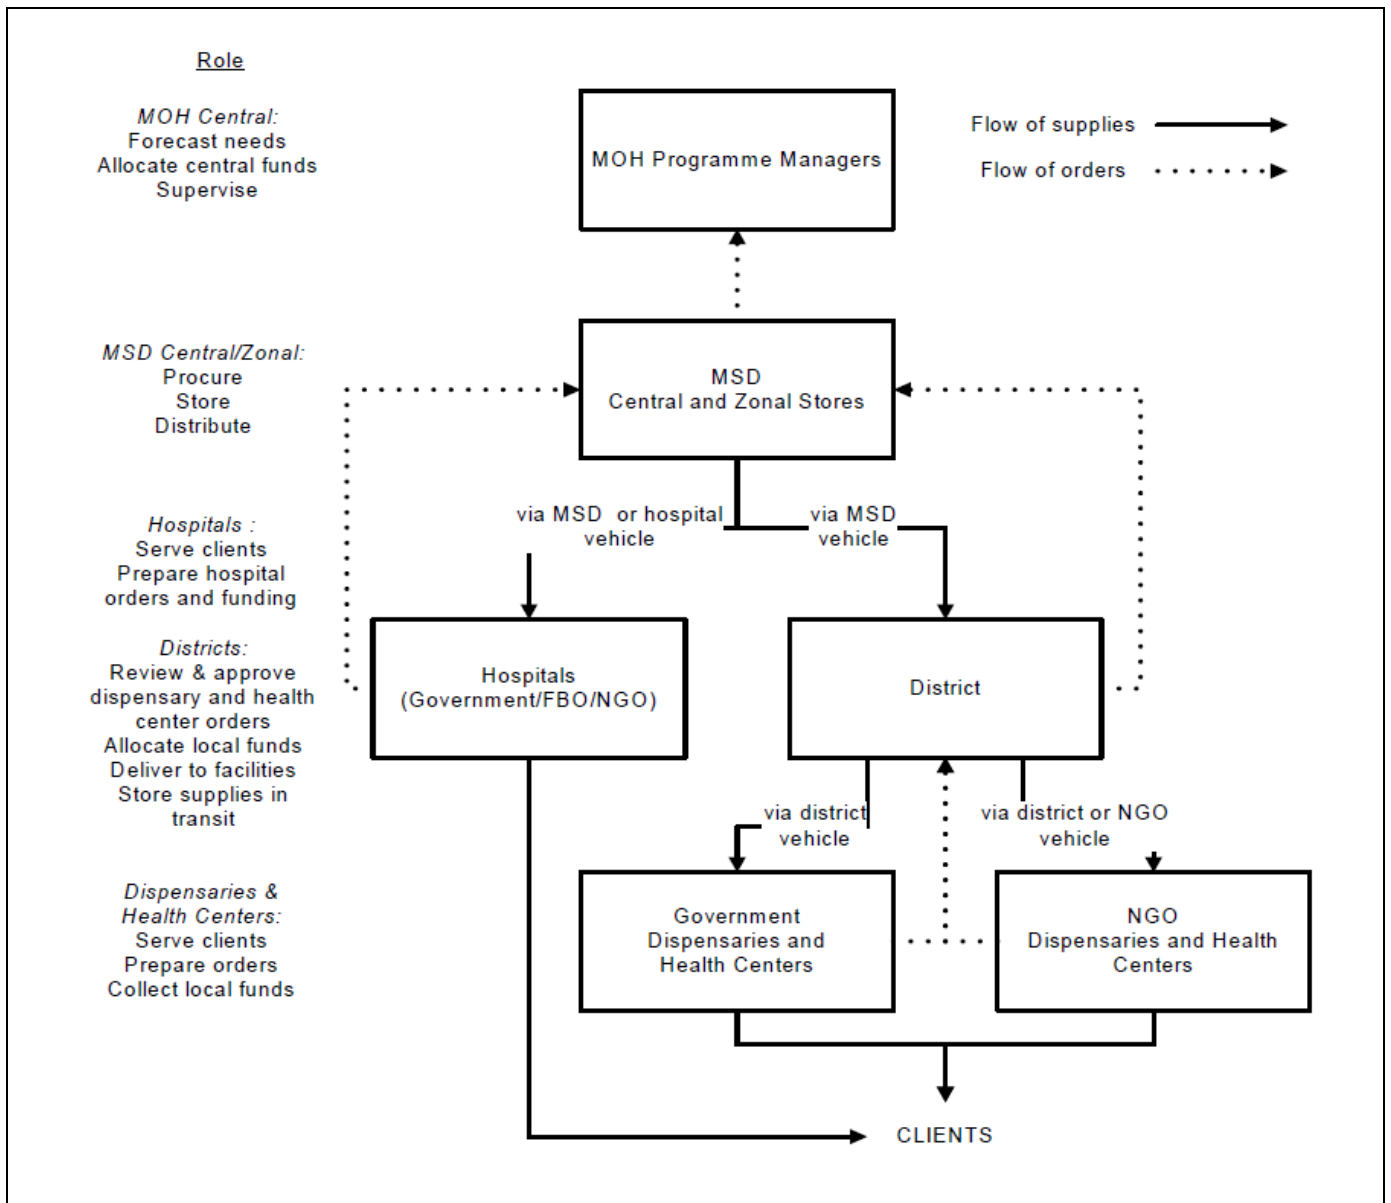 Role
MOH Central:
Forecast needs
Allocate central funds
Supervise
MOH Programme Managers
Flow of supplies
Flow of orders
MSD Central/Zonal:
Procure
Store
Distribute
MSD
Central and Zonal Stores
via MSD or hospital
vehicle
via MSD
vehicle
Hospitals :
Serve clients
Prepare hospital
orders and funding
Districts:
Review & approve
dispensary and health
center orders
Allocate local funds
Deliver to facilities
Store supplies in
transit
Hospitals
(Government/FBO/NGO)
District
via district
vehicle
via district or NGO
vehicle
Dispensaries &
Health Centers:
Serve clients
Prepare orders
Collect local funds
Government
Dispensaries and
Health Centers
NGO
Dispensaries and Health
Centers
CLIENTS